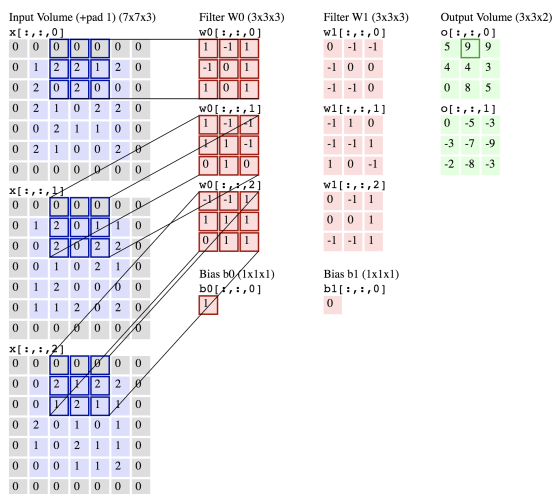 Input Volume (+pad 1) (7x7x3)
x[:,:,0]
0 0 0 0 0 0 0
0 1 2 2 1 2 0
0 2 0 2 0 0 0
0 2 1 0 2 2 0
0 0 2 1 1 0 0
0 2 1 0 0 2 0
0 0 0 0 0 0 0
x[:,:,1]
0 0 0 0 0 0 0
0 1 2 0 1 1 0
0 0 2 0 2 2 0
0 0 1 0 2 1 0
0 1 2 0 0 0 0
0 1 1 2 0 2 0
0 0 0 0 0 0 0
x[:,:,2]
0 0 0 0 0 0 0
0 0 2 1 2 2 0
0 0 1 2 1 1 0
0 2 0 1 0 1 0
0 1 0 2 1 1 0
0 0 0 1 1 2 0
0 0 0 0 0 0 0
Filter W0 (3x3x3)
w0[:,:,0]
1 -1 1
-1 0 1
1 0 1
w0[:,:,1]
1 -1 -1
1 1 -1
0 1 0
w0[:,:,2]
-1 -1 1
1 1 1
0 1 1
Bias b0 (1x1x1)
b0[:,:,0]
1
Filter W1 (3x3x3)
w1[:,:,0]
0 -1 -1
-1 0 0
-1 -1 0
w1[:,:,1]
-1 1 0
-1 -1 1
1 0 -1
w1[:,:,2]
0 -1 1
0 0 1
-1 -1 1
Bias b1 (1x1x1)
b1[:,:,0]
0
Output Volume (3x3x2)
o[:,:,0]
5 9 9
4 4 3
0 8 5
o[:,:,1]
0 -5 -3
-3 -7 -9
-2 -8 -3